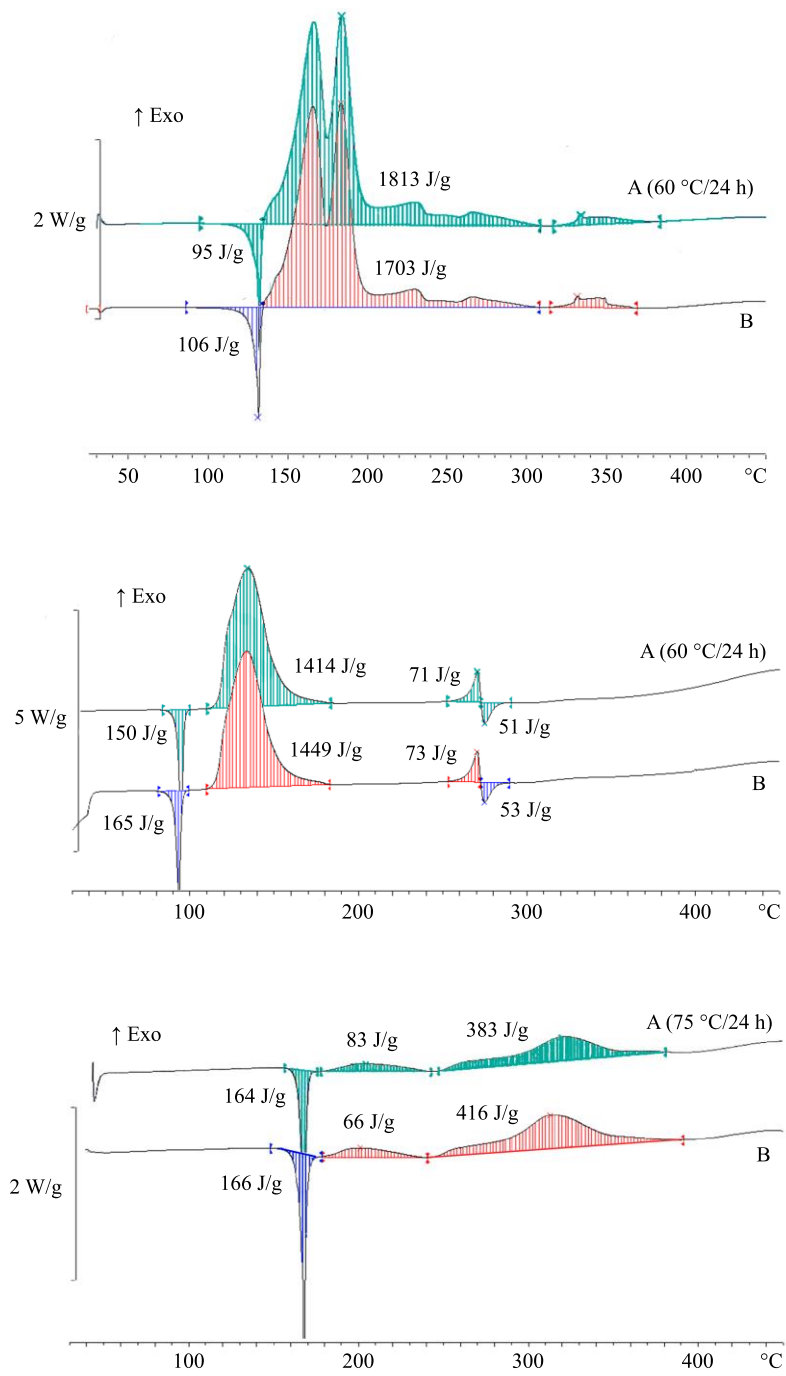 ↑ Exo
1813 J/g
A (60 °C/24 h)
2 W/g
95 J/g
1703 J/g
B
106 J/g
50 100 150 200 250 300 350 400 °C
↑ Exo
A (60 °C/24 h)
1414 J/g
71 J/g
5 W/g
150 J/g
51 J/g
1449 J/g
73 J/g
B
165 J/g
53 J/g
100 200 300 400 °C
↑ Exo
A (75 °C/24 h)
83 J/g
383 J/g
164 J/g
66 J/g
416 J/g
B
2 W/g
166 J/g
100 200 300 400 °C